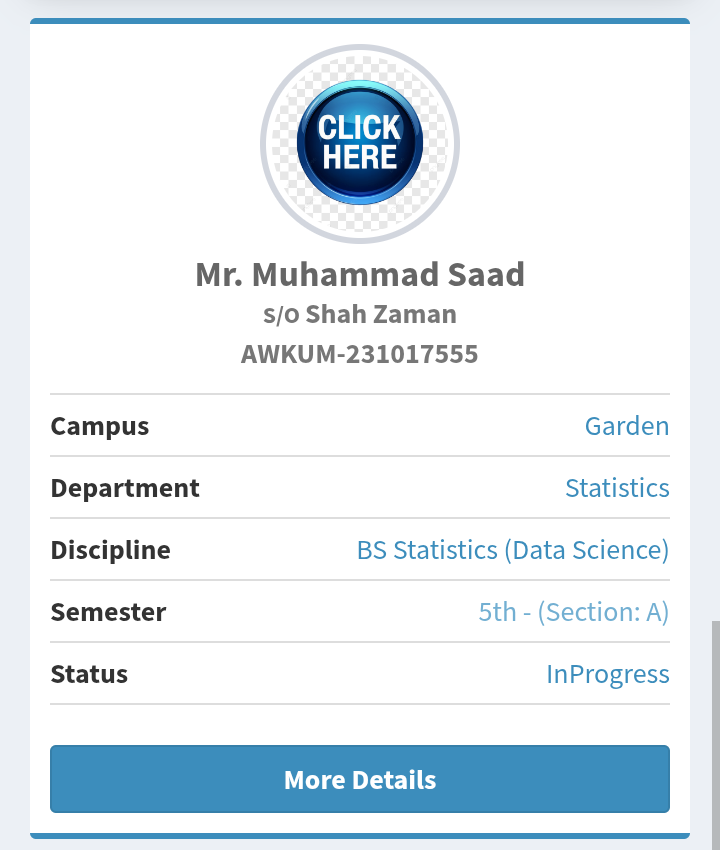 CLICK
HERE
Mr. Muhammad Saad
s/o Shah Zaman
AWKUM-231017555
Campus Garden
Department Statistics
Discipline BS Statistics (Data Science)
Semester 5th - (Section: A)
Status InProgress
More Details